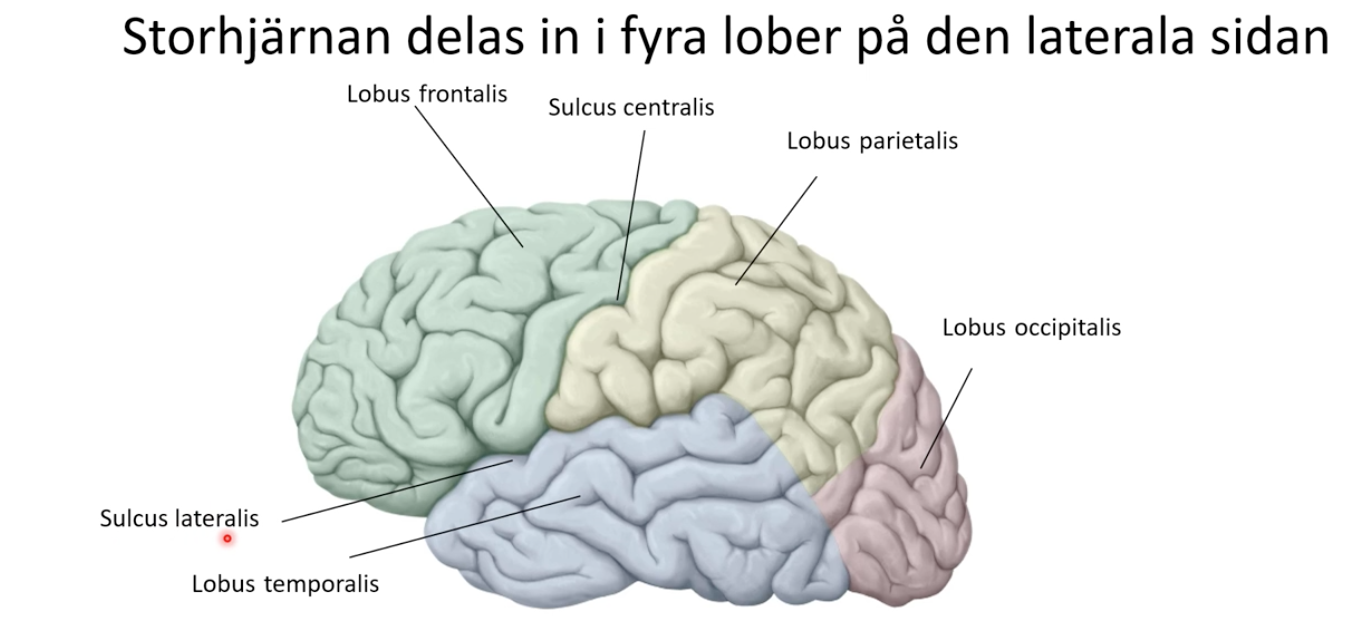 Storhjärnan delas in i fyra lober på den laterala sidan
Lobus frontalis
Sulcus centralis
Lobus parietalis
Lobus occipitalis
Sulcus lateralis
Lobus temporalis